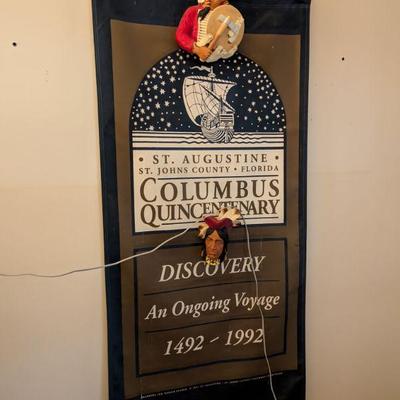 • ST. AUGUSTINE •
ST. JOHNS COUNTY • FLORIDA
COLUMBUS
QUINCENTENARY
DISCOVERY
An Ongoing Voyage
1492 - 1992